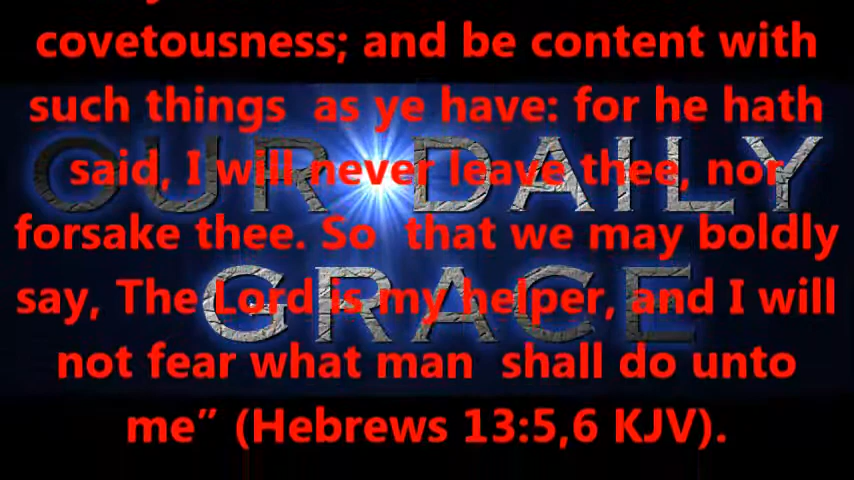 covetousness; and be content with
such things as ye have: for he hath
said, I will never leave thee, nor
forsake thee. So that we may boldly
say, The Lord is my helper, and I will
not fear what man shall do unto
me” (Hebrews 13:5,6 KJV).
OUR DAILY
GRACE